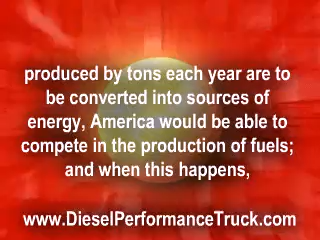 produced by tons each year are to
be converted into sources of
energy, America would be able to
compete in the production of fuels;
and when this happens,
www.DieselPerformanceTruck.com